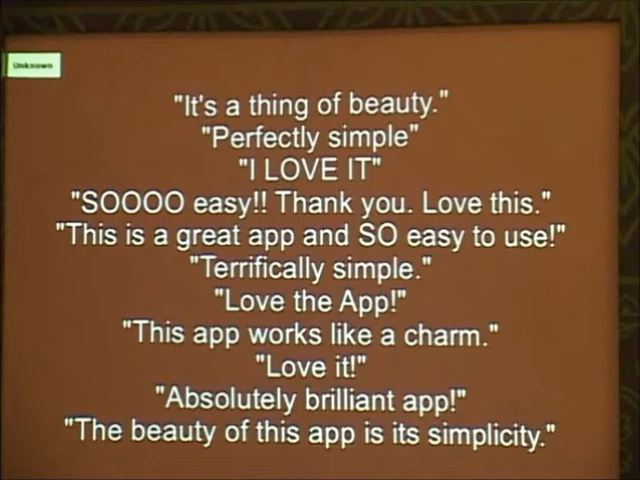 Unknown
"It's a thing of beauty."
"Perfectly simple"
"I LOVE IT"
"SOOOO easy!! Thank you. Love this."
"This is a great app and SO easy to use!"
"Terrifically simple."
"Love the App!"
"This app works like a charm."
"Love it!"
"Absolutely brilliant app!"
"The beauty of this app is its simplicity."